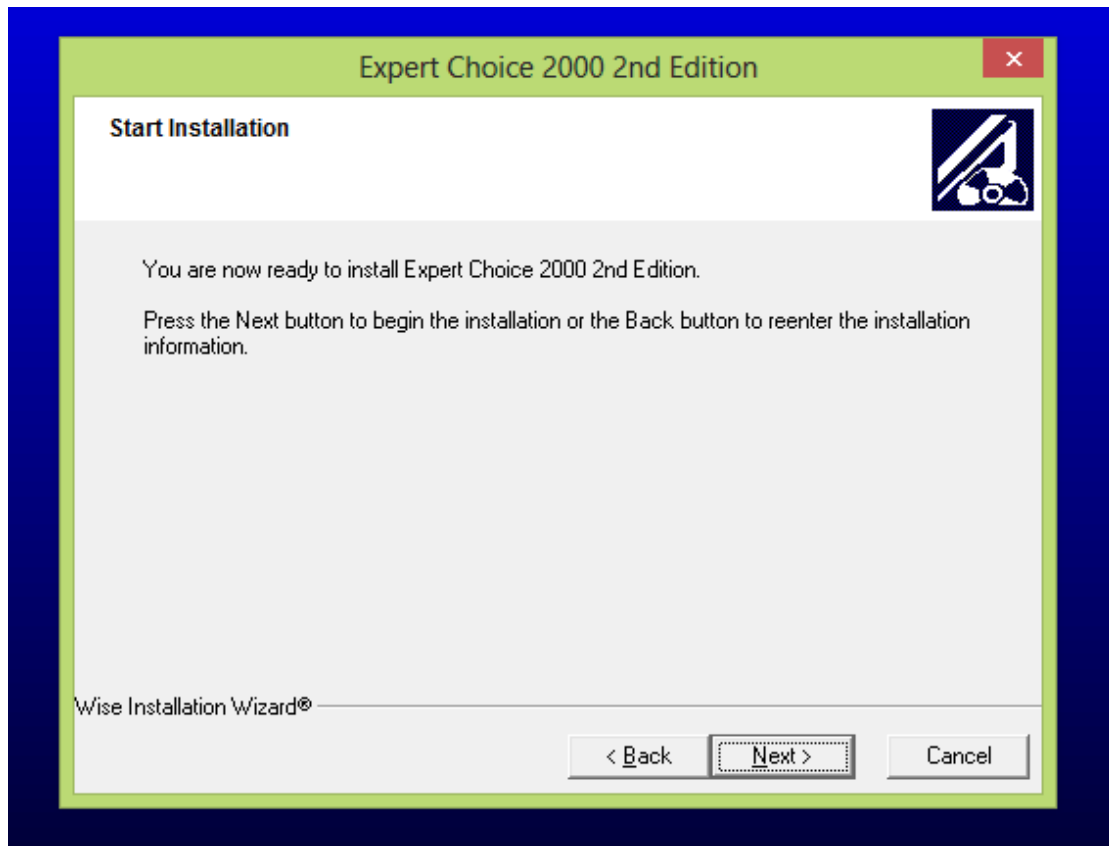 Expert Choice 2000 2nd Edition
Start Installation
You are now ready to install Expert Choice 2000 2nd Edition.
Press the Next button to begin the installation or the Back button to reenter the installation
information.
Wise Installation Wizard®
< Back
Next >
Cancel